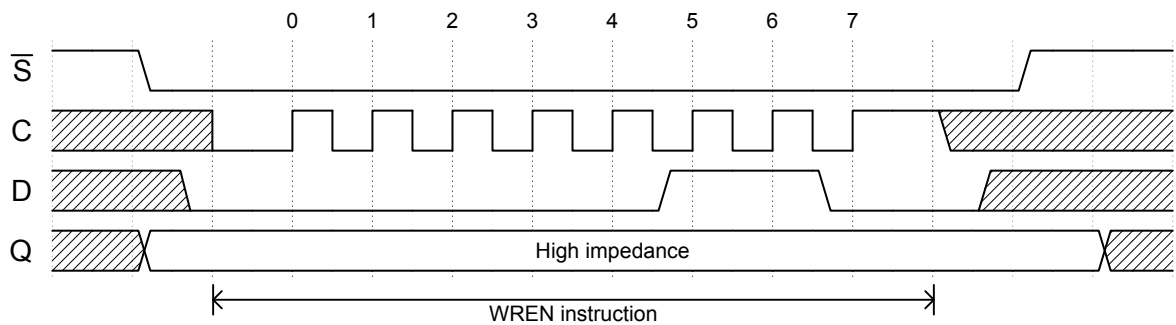 0 1 2 3 4 5 6 7
S̅
C
D
Q High impedance
WREN instruction